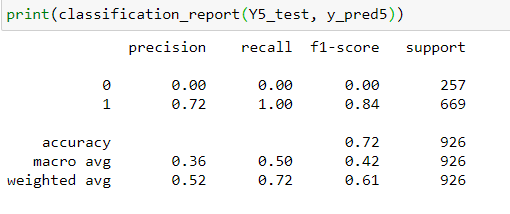 print(classification_report(Y5_test, y_pred5))
precision recall f1-score support
0 0.00 0.00 0.00 257
1 0.72 1.00 0.84 669
accuracy 0.72 926
macro avg 0.36 0.50 0.42 926
weighted avg 0.52 0.72 0.61 926